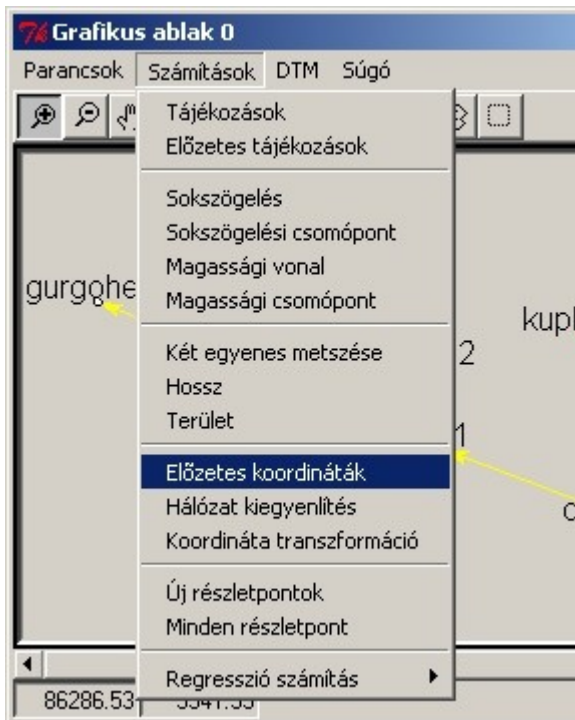 Grafikus ablak 0
Parancsok Számítások DTM Súgó
Tájékozások
Előzetes tájékozások
Sokszögelés
Sokszögelési csomópont
Magassági vonal
Magassági csomópont
gurgohe
kupl
Két egyenes metszése
2
Hossz
Terület
1
Előzetes koordináták
Hálózat kiegyenlítés
Koordináta transzformáció
Új részletpontok
Minden részletpont
Regresszió számítás
86286.53